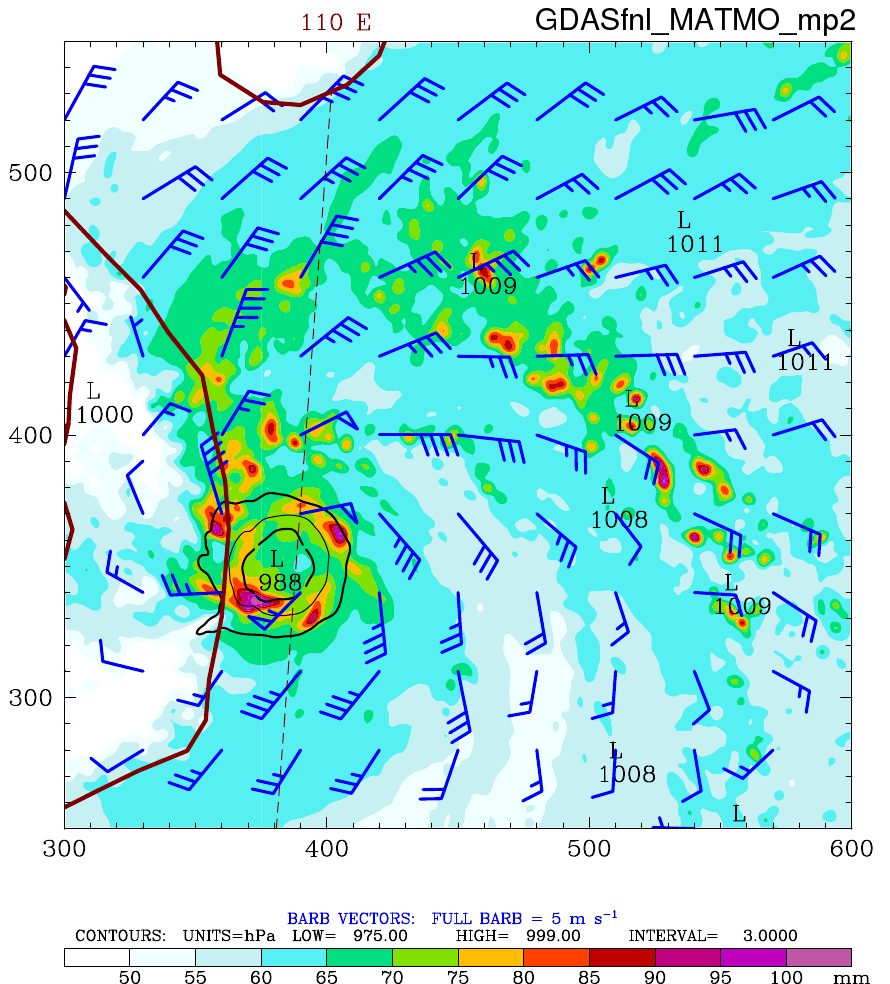 GDASfnl_MATMO_mp2
110 E
500
L
1011
L
1009
L
1011
L
1000
L
1009
400
L
1008
L
988
L
1009
300
L
1008
L
300 400 500 600
BARB VECTORS: FULL BARB = 5 m s⁻¹
CONTOURS: UNITS=hPa LOW= 975.00 HIGH= 999.00 INTERVAL= 3.0000
50 55 60 65 70 75 80 85 90 95 100 mm